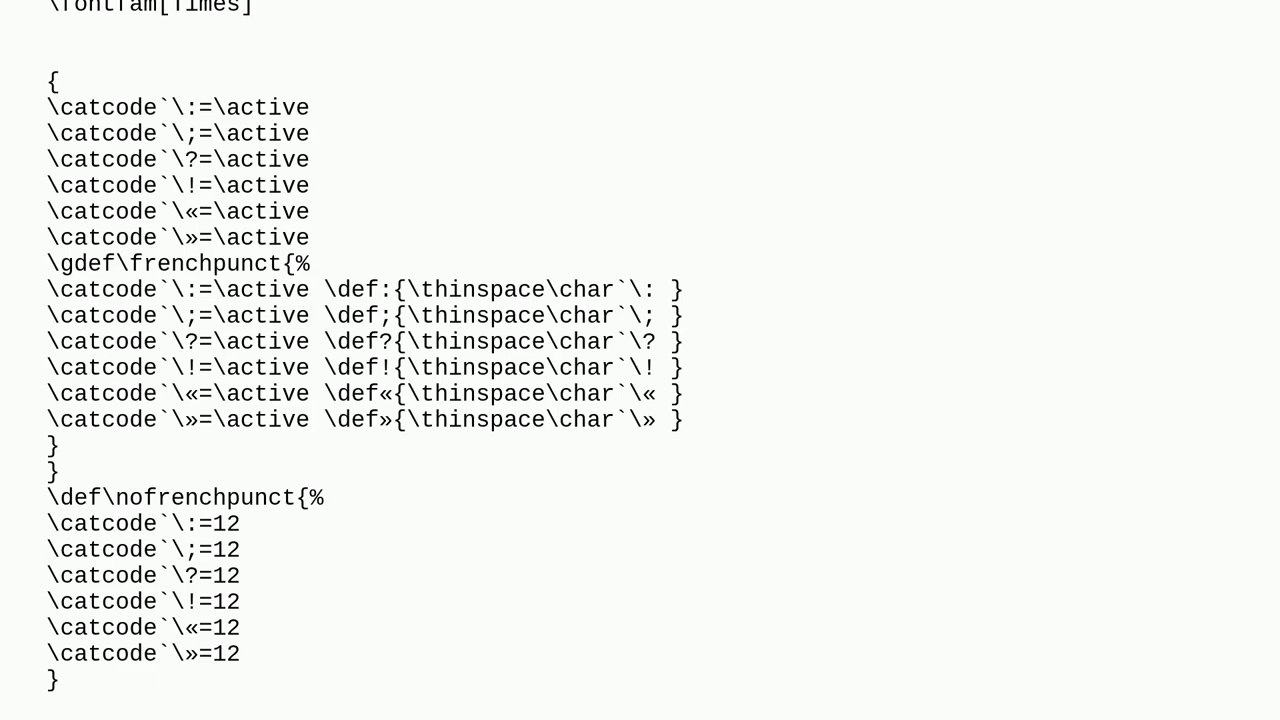 \fontfam[Times]
{
\catcode`\:=\active
\catcode`\;=\active
\catcode`\?=\active
\catcode`\!=\active
\catcode`\«=\active
\catcode`\»=\active
\gdef\frenchpunct{%
\catcode`\:=\active \def:{\thinspace\char`\: }
\catcode`\;=\active \def;{\thinspace\char`\; }
\catcode`\?=\active \def?{\thinspace\char`\? }
\catcode`\!=\active \def!{\thinspace\char`\! }
\catcode`\«=\active \def«{\thinspace\char`\« }
\catcode`\»=\active \def»{\thinspace\char`\» }
}
}
\def\nofrenchpunct{%
\catcode`\:=12
\catcode`\;=12
\catcode`\?=12
\catcode`\!=12
\catcode`\«=12
\catcode`\»=12
}